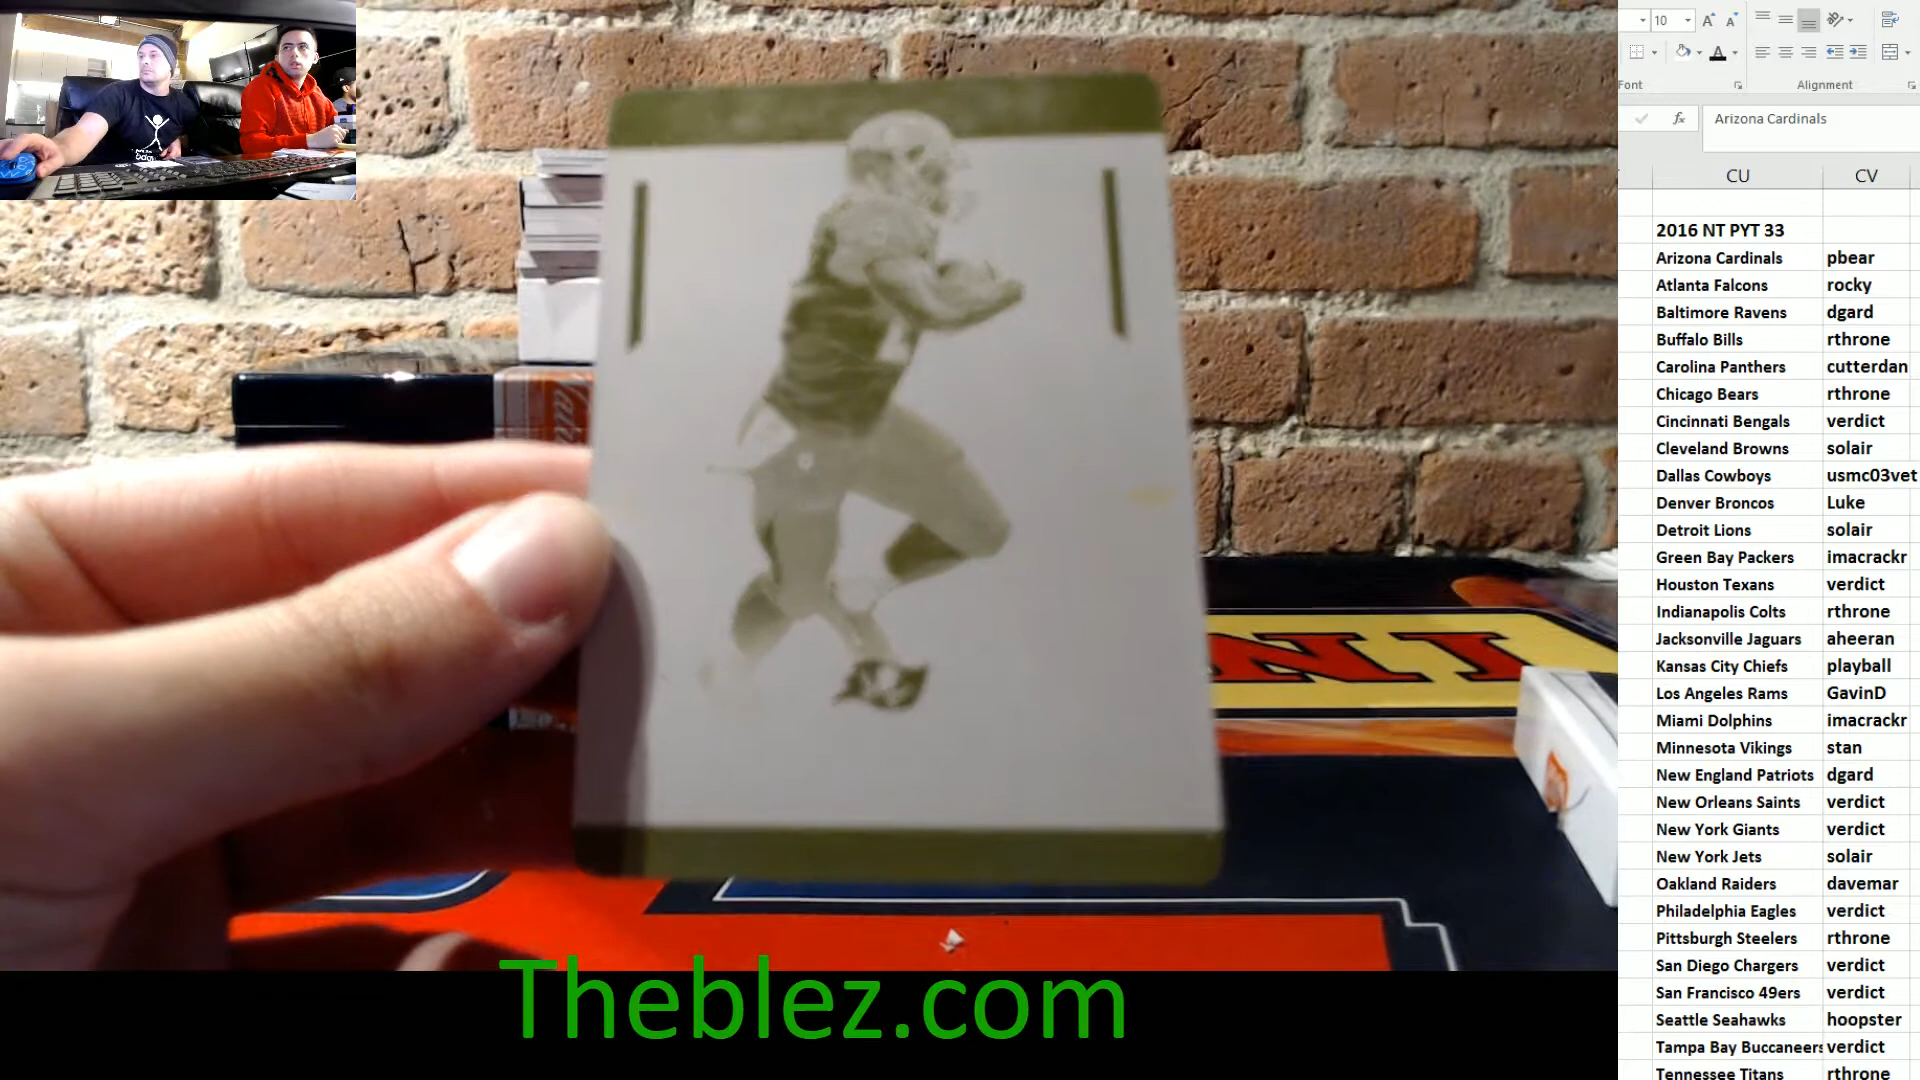 10
Font
Alignment
fx
Arizona Cardinals
CU CV
2016 NT PYT 33
Arizona Cardinals pbear
Atlanta Falcons rocky
Baltimore Ravens dgard
Buffalo Bills rthrone
Carolina Panthers cutterdan
Chicago Bears rthrone
Cincinnati Bengals verdict
Cleveland Browns solair
Dallas Cowboys usmc03vet
Denver Broncos Luke
Detroit Lions solair
Green Bay Packers imacrackr
Houston Texans verdict
Indianapolis Colts rthrone
Jacksonville Jaguars aheeran
Kansas City Chiefs playball
Los Angeles Rams GavinD
Miami Dolphins imacrackr
Minnesota Vikings stan
New England Patriots dgard
New Orleans Saints verdict
New York Giants verdict
New York Jets solair
Oakland Raiders davemar
Philadelphia Eagles verdict
Pittsburgh Steelers rthrone
San Diego Chargers verdict
San Francisco 49ers verdict
Seattle Seahawks hoopster
Tampa Bay Buccaneers verdict
Tennessee Titans rthrone
Theblez.com